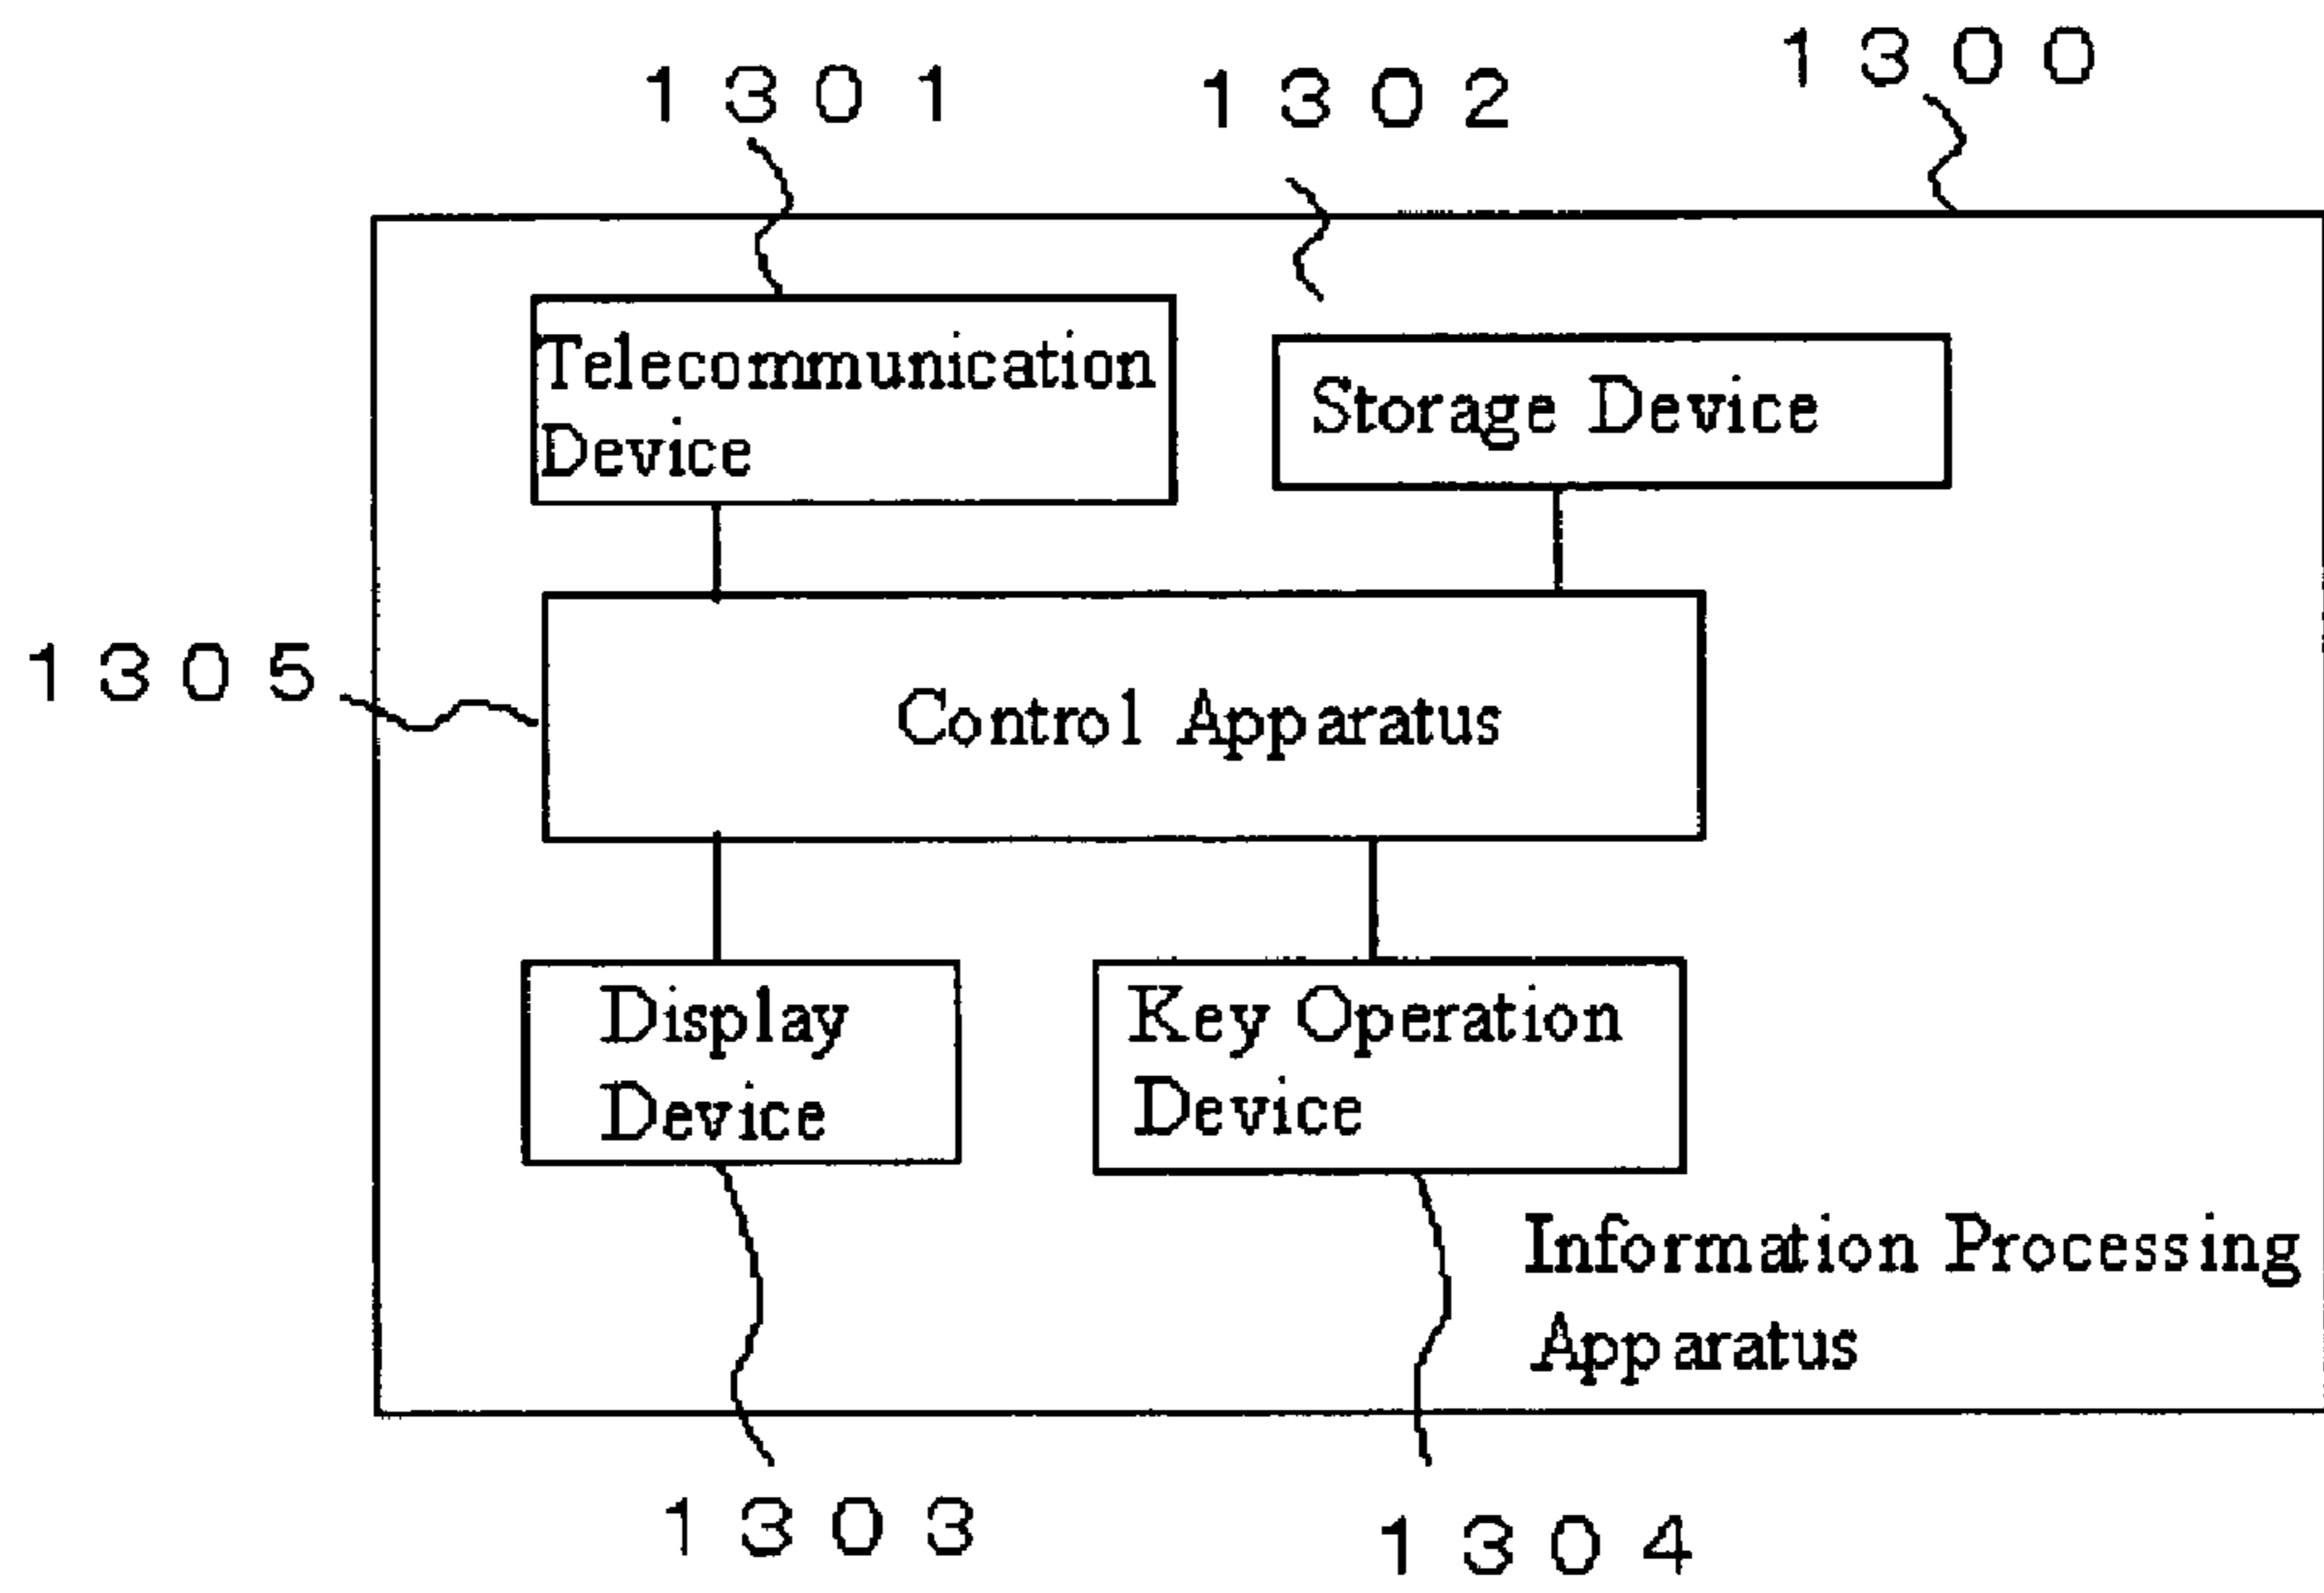 1300
1301
1302
Telecommunication
Device
Storage Device
1305
Control Apparatus
Display
Device
Key Operation
Device
Information Processing
Apparatus
1303
1304